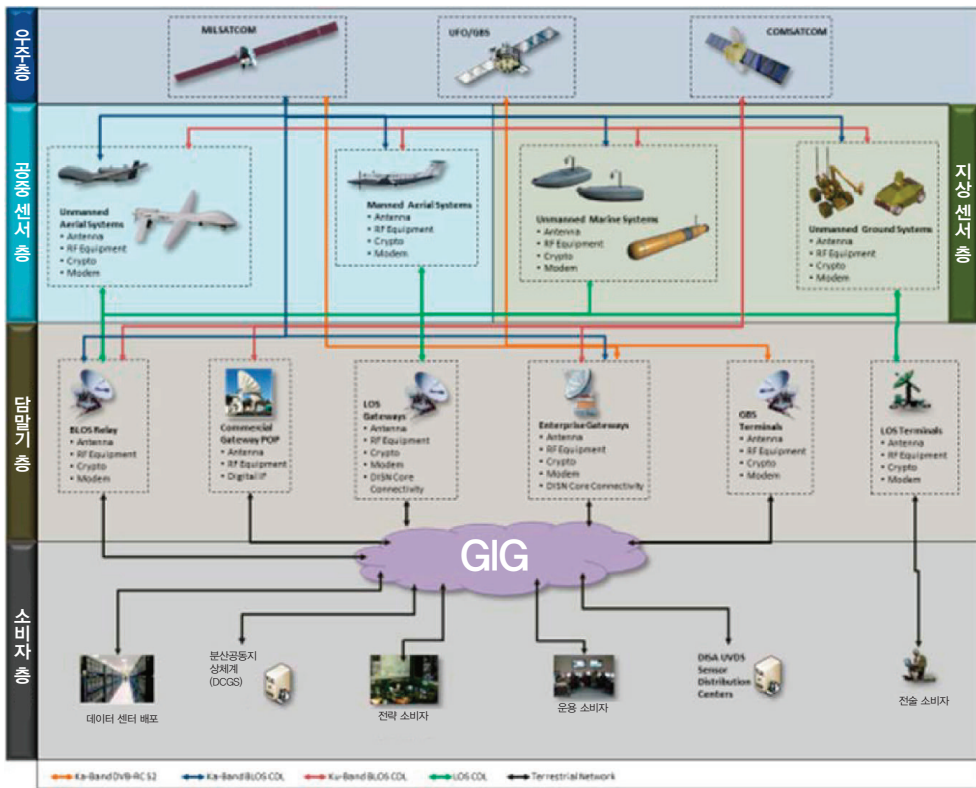 우주층
MILSATCOM
UFO/GBS
COMSATCOM
공중 센서 층
지상 센서 층
Unmanned
Aerial Systems
• Antenna
• RF Equipment
• Crypto
• Modem
Manned Aerial Systems
• Antenna
• RF Equipment
• Crypto
• Modem
Unmanned Marine Systems
• Antenna
• RF Equipment
• Crypto
• Modem
Unmanned Ground Systems
• Antenna
• RF Equipment
• Crypto
• Modem
담말기 층
BLOS Relay
• Antenna
• RF Equipment
• Crypto
• Modem
Commercial
Gateway POP
• Antenna
• RF Equipment
• Digital IF
LOS
Gateways
• Antenna
• RF Equipment
• Crypto
• Modem
• DISN Core
Connectivity
Enterprise Gateways
• Antenna
• RF Equipment
• Crypto
• Modem
• DISN Core Connectivity
GBS
Terminals
• Antenna
• RF Equipment
• Crypto
• Modem
LOS Terminals
• Antenna
• RF Equipment
• Crypto
• Modem
GIG
소비자 층
데이터 센터 배포
분산공동지
상체계
(DCGS)
전략 소비자
운용 소비자
DISA UVDS
Sensor
Distribution
Centers
전술 소비자
Ka-Band DVB-RC S2
Ka-Band BLOS CDL
Ku-Band BLOS CDL
LOS CDL
Terrestrial Network